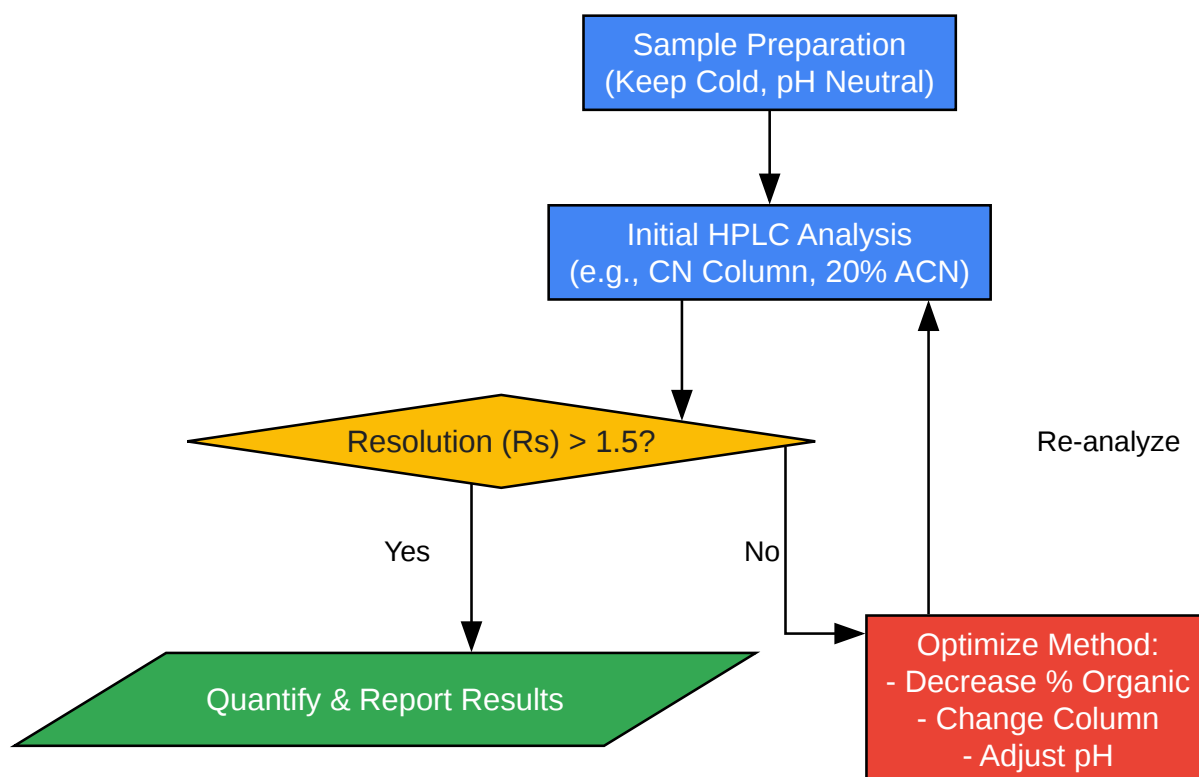 Sample Preparation
(Keep Cold, pH Neutral)
Initial HPLC Analysis
(e.g., CN Column, 20% ACN)
Resolution (Rs) > 1.5?
Re-analyze
Yes
No
Quantify & Report Results
Optimize Method:
- Decrease % Organic
- Change Column
- Adjust pH